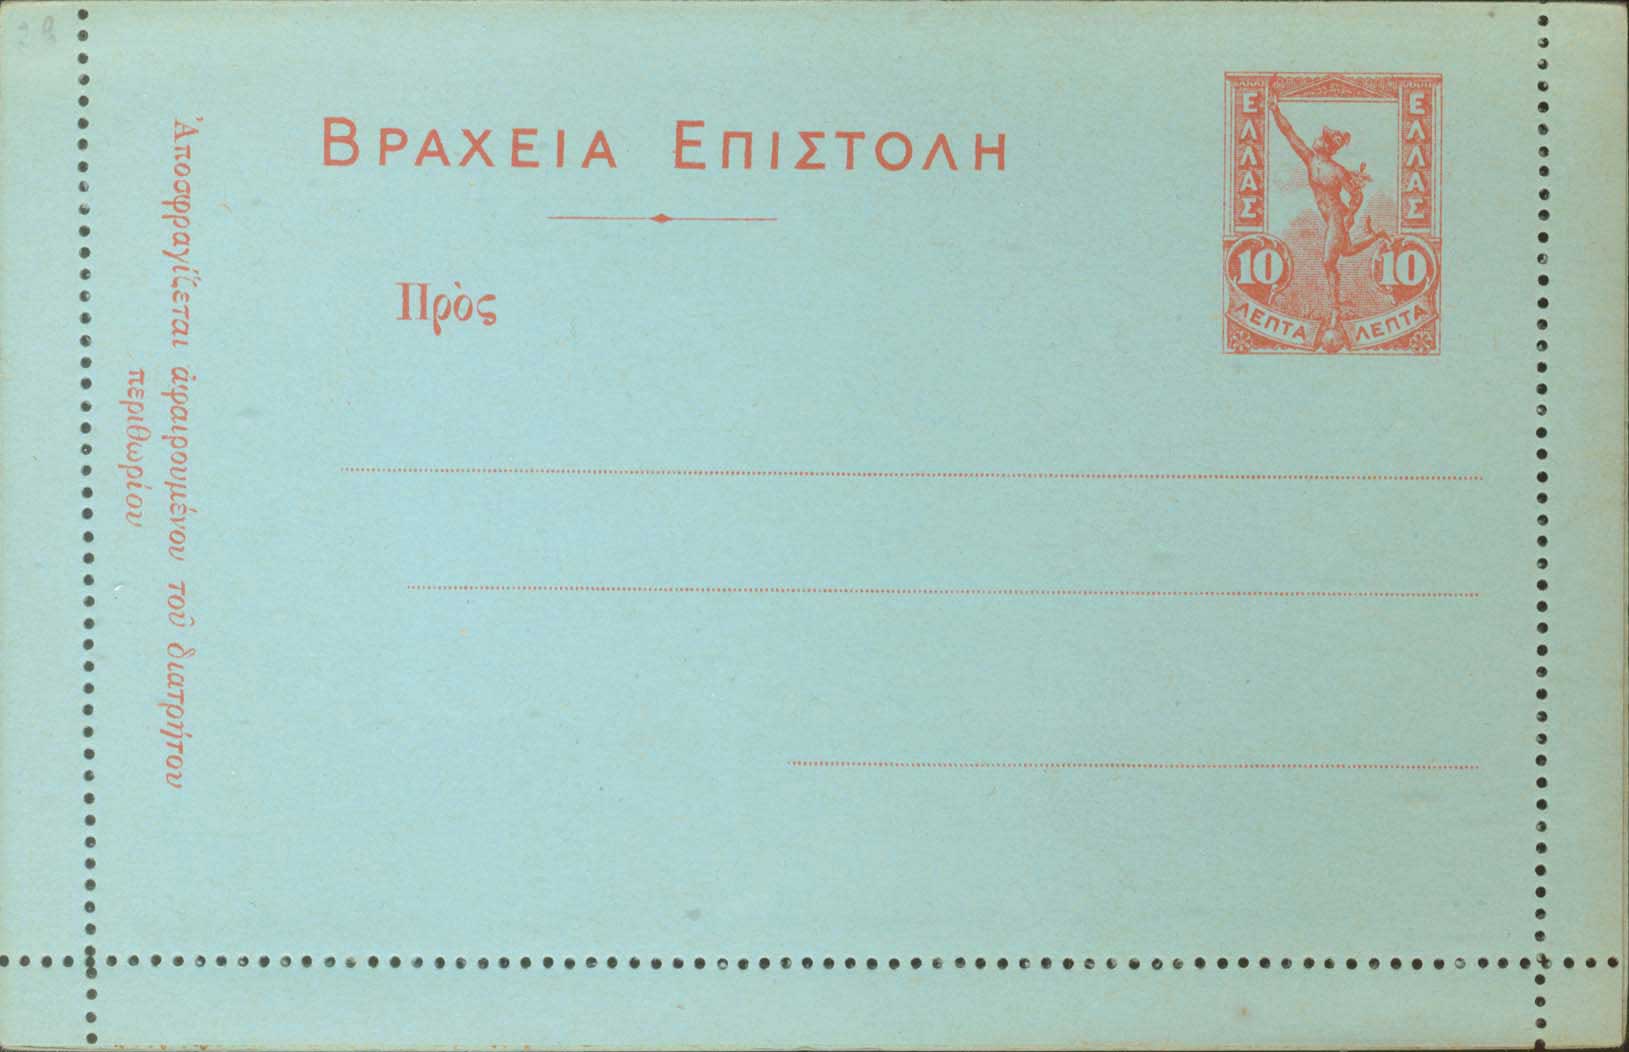 ΒΡΑΧΕΙΑ ΕΠΙΣΤΟΛΗ
Πρὸς
ΕΛΛΑΣ
ΕΛΛΑΣ
10
10
ΛΕΠΤΑ
ΛΕΠΤΑ
Ἀποσφραγίζεται ἀφαιρουμένου τοῦ διατρήτου
περιθωρίου